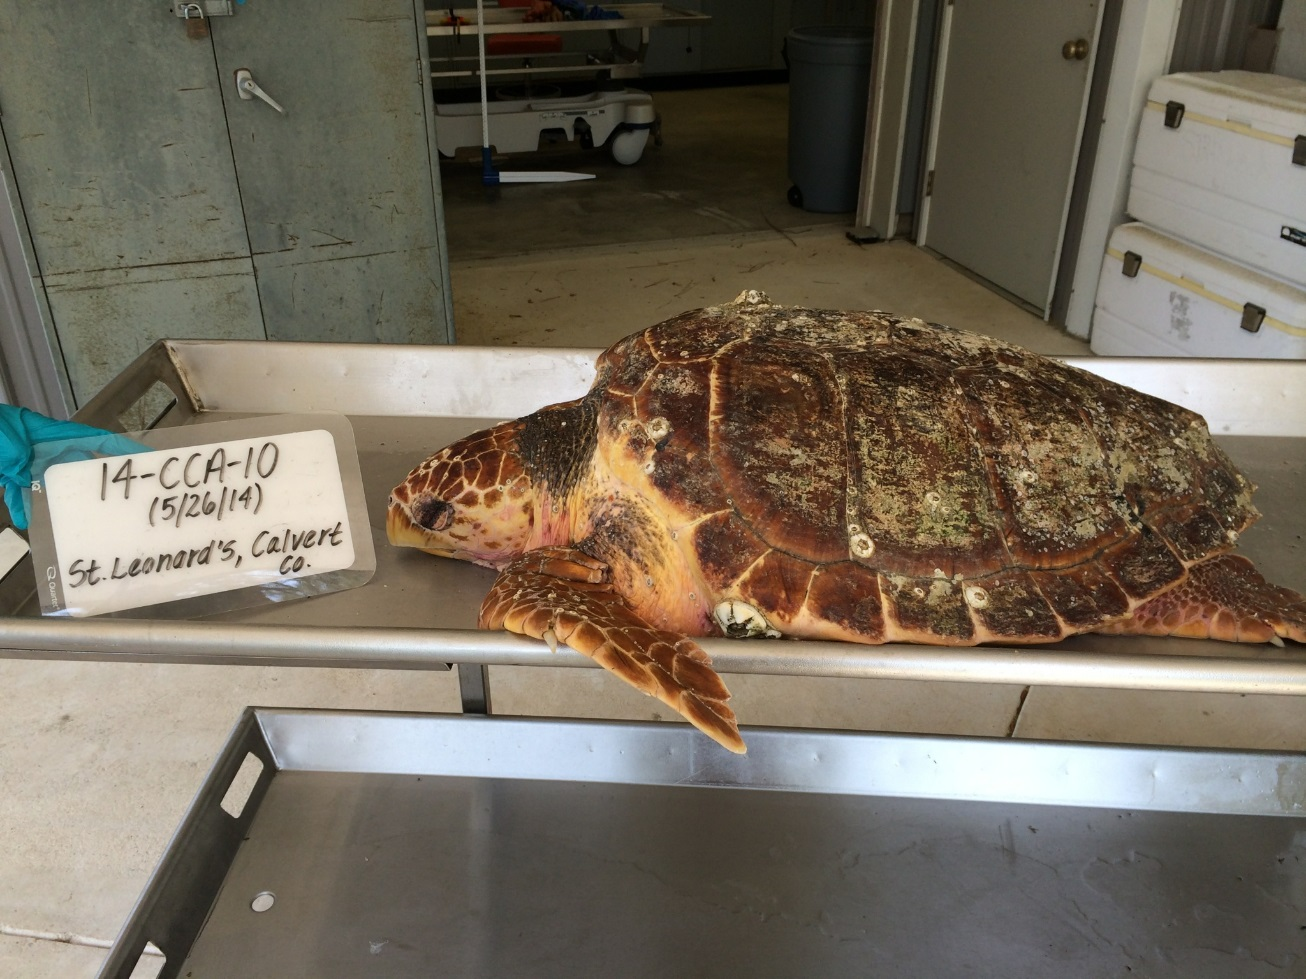 14-CCA-10
(5/26/14)
St. Leonard's, Calvert
Co.